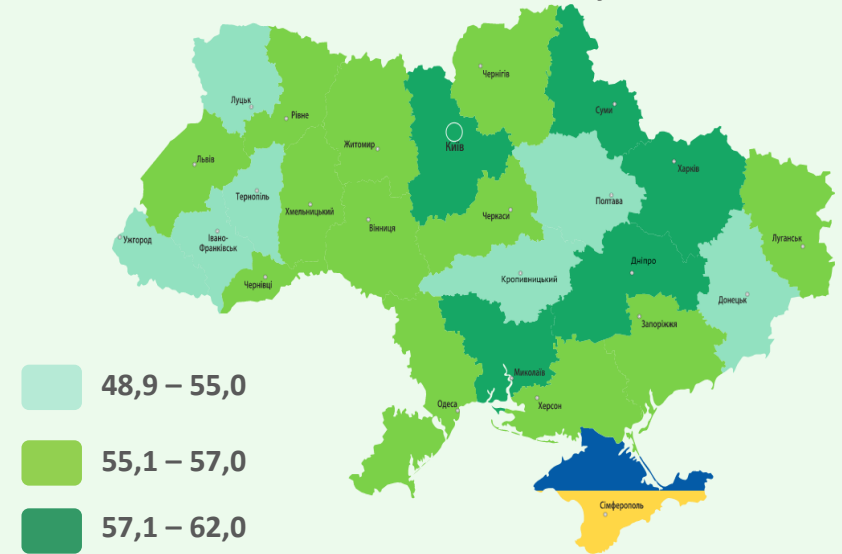 Чернігів
Луцьк
Суми
Рівне
Житомир
Київ
Львів
Харків
Тернопіль
Полтава
Хмельницький
Черкаси
Вінниця
Івано-
Франківськ
Ужгород
Луганськ
Дніпро
Кропивницький
Чернівці
Донецьк
Запоріжжя
Миколаїв
Одеса
Херсон
Сімферополь
48,9 – 55,0
55,1 – 57,0
57,1 – 62,0